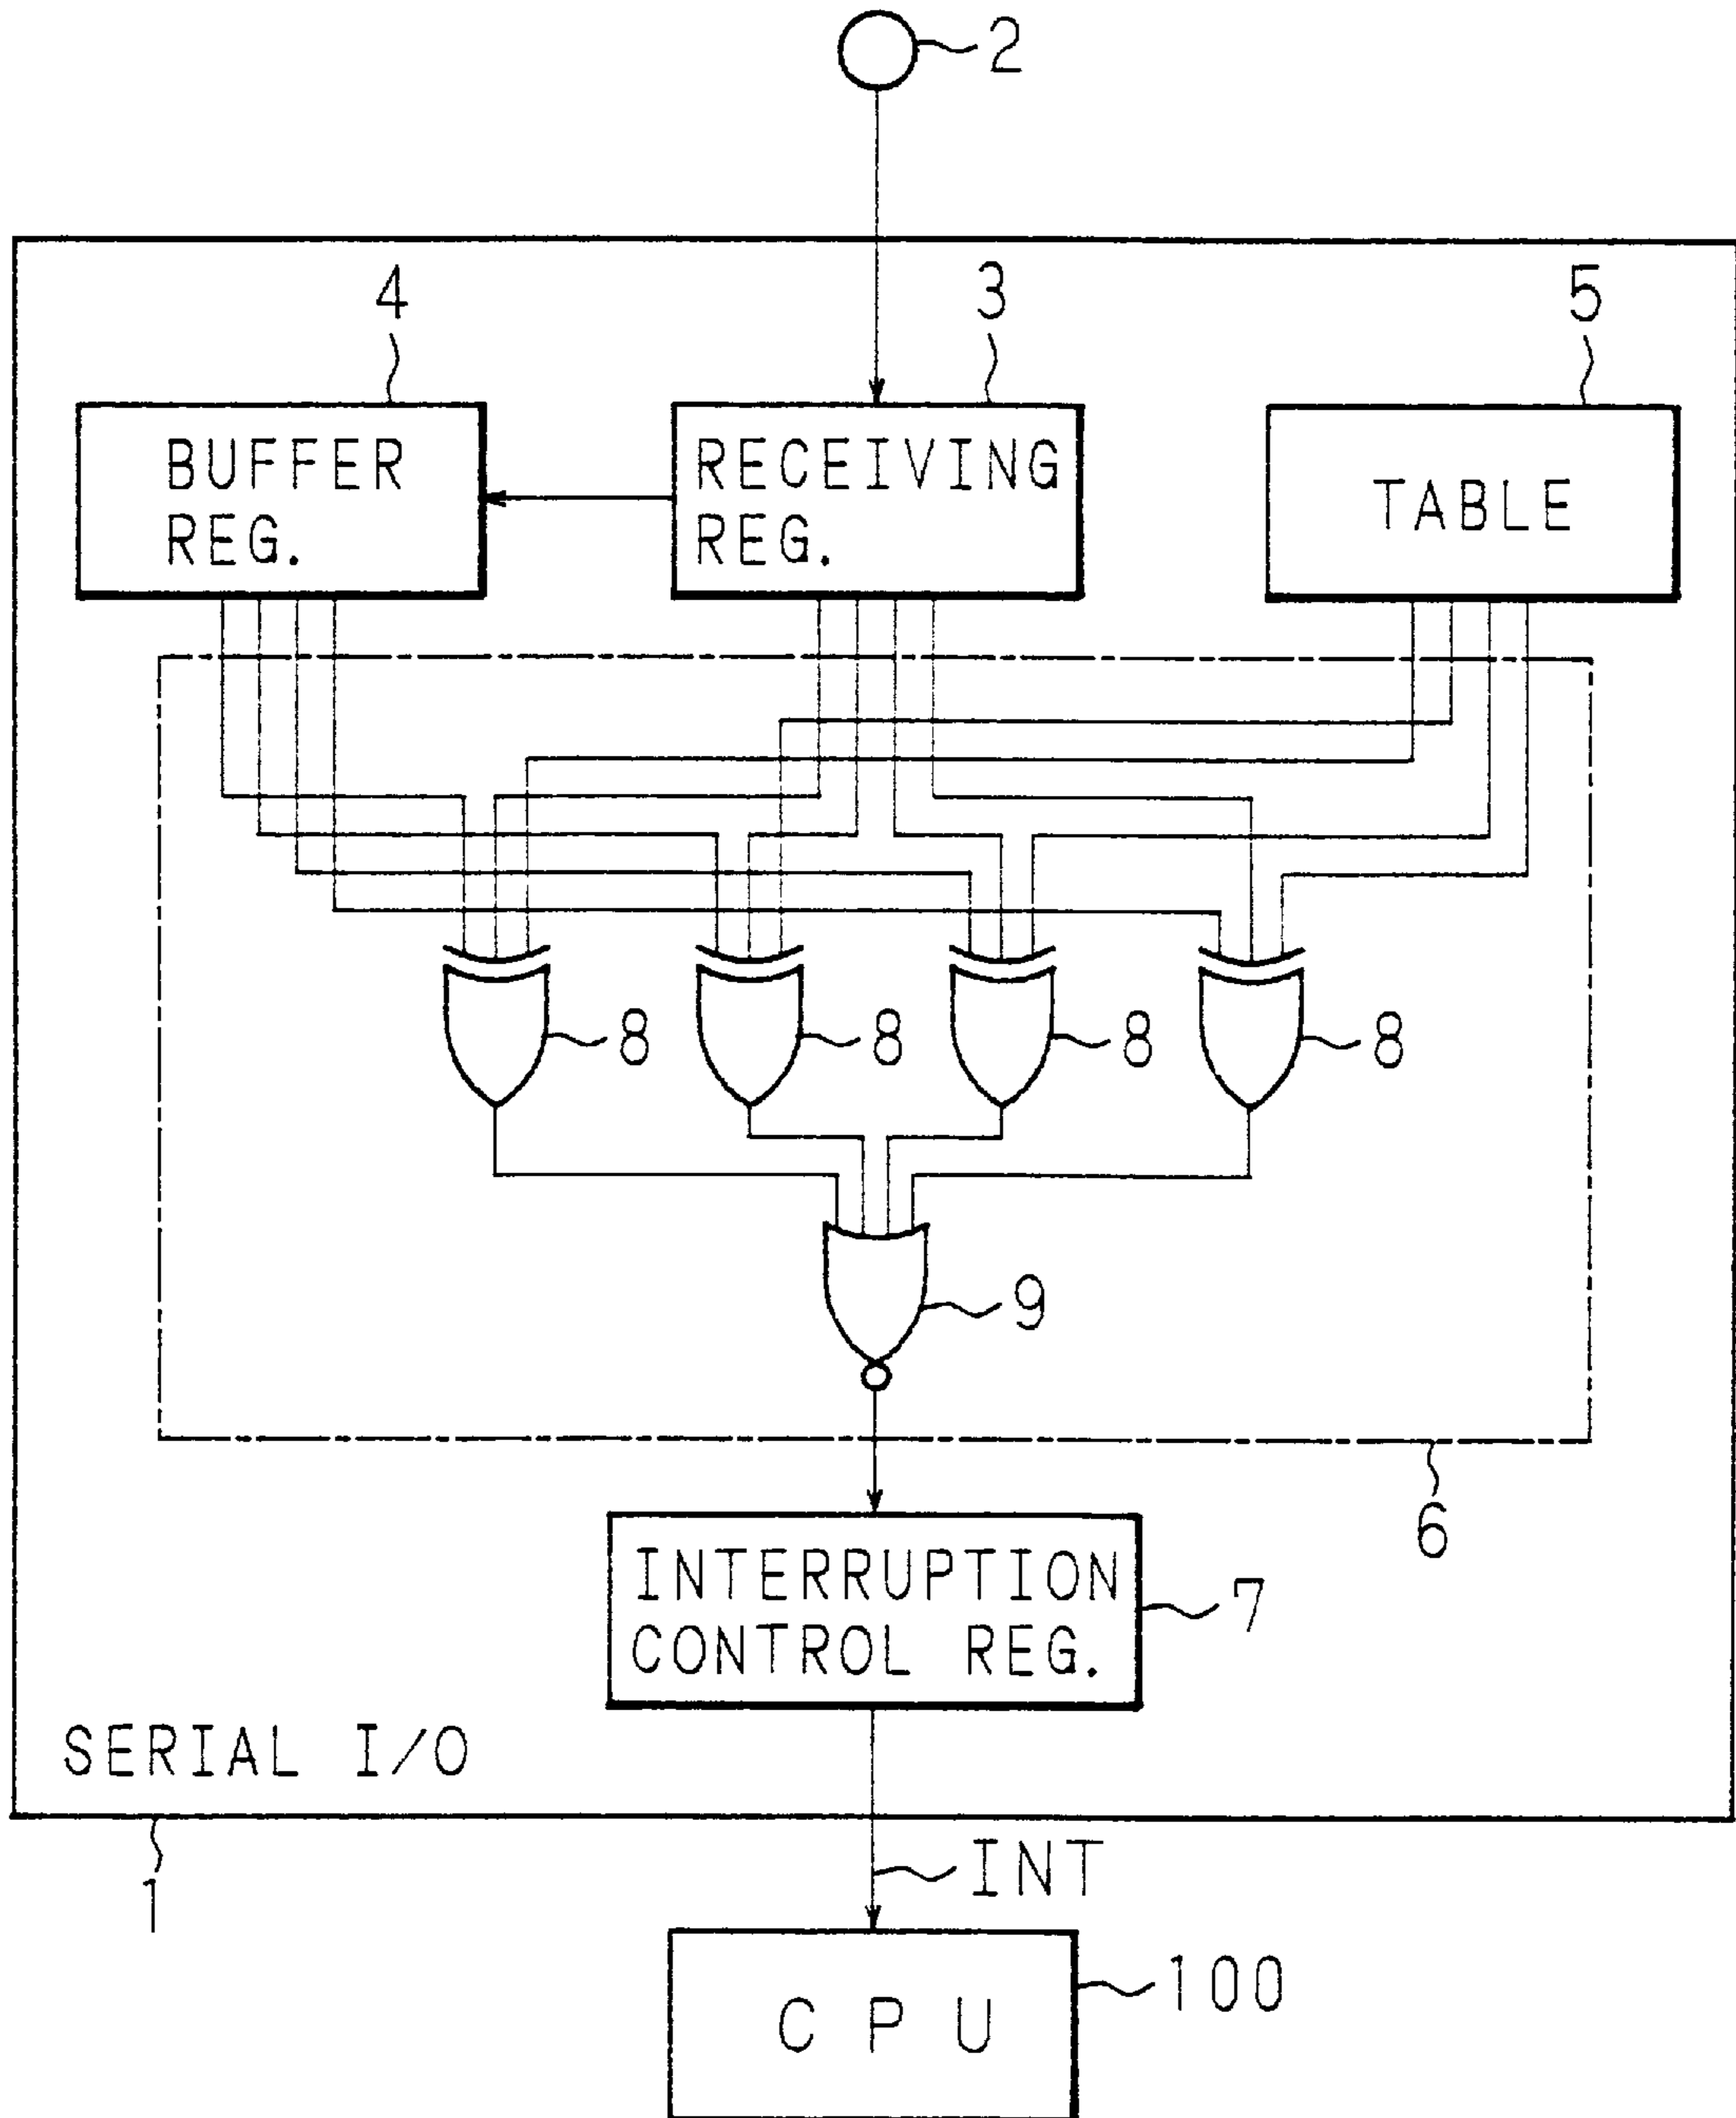 2
4
3
5
BUFFER
REG.
RECEIVING
REG.
TABLE
8
8
8
8
9
6
INTERRUPTION
CONTROL REG.
7
SERIAL I/O
1
INT
100
CPU